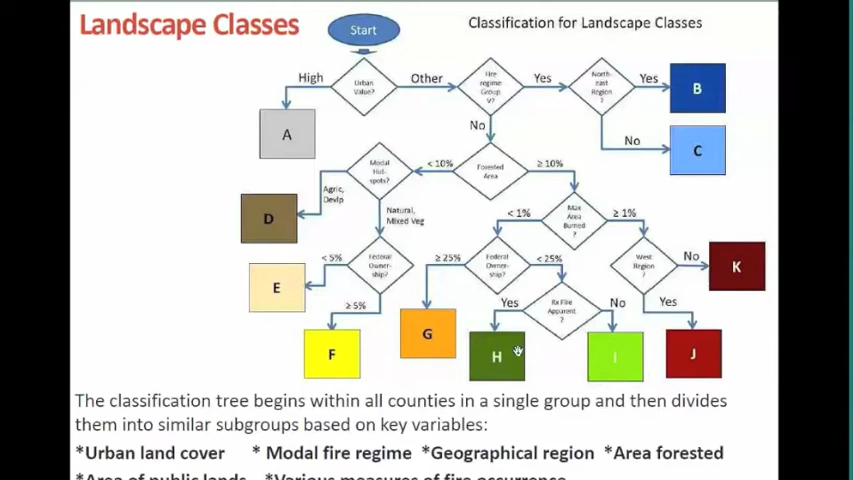 Landscape Classes
Classification for Landscape Classes
Start
Urban
Value?
High
Other
Fire
regime
Group
V?
Yes
North-
east
Region
?
Yes
B
A
No
No
C
Modal
Hot-
spots?
< 10%
Forested
Area
≥ 10%
Agric,
Devlp
D
Natural,
Mixed Veg
< 1%
Max
Area
Burned
?
≥ 1%
< 5%
Federal
Owner-
ship?
≥ 25%
Federal
Owner-
ship?
< 25%
West
Region
?
No
K
E
≥ 5%
Yes
Rx Fire
Apparent
?
No
Yes
F
G
H
I
J
The classification tree begins within all counties in a single group and then divides
them into similar subgroups based on key variables:
*Urban land cover * Modal fire regime *Geographical region *Area forested
*Area of public lands *Various measures of fire occurrence